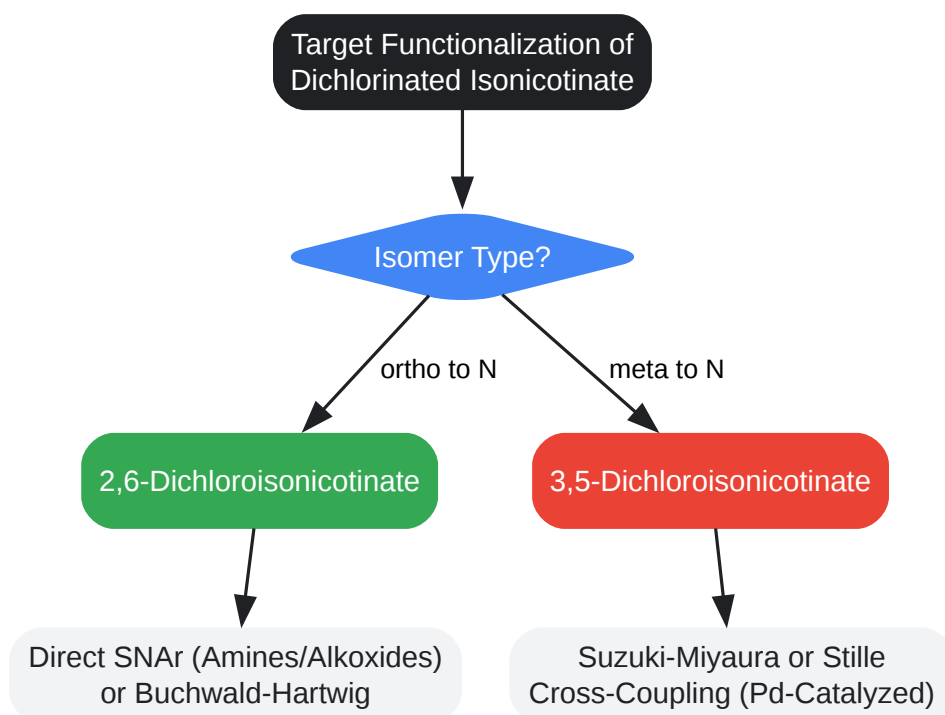 Target Functionalization of
Dichlorinated Isonicotinate
Isomer Type?
ortho to N
meta to N
2,6-Dichloroisonicotinate
3,5-Dichloroisonicotinate
Direct SNAr (Amines/Alkoxides)
or Buchwald-Hartwig
Suzuki-Miyaura or Stille
Cross-Coupling (Pd-Catalyzed)